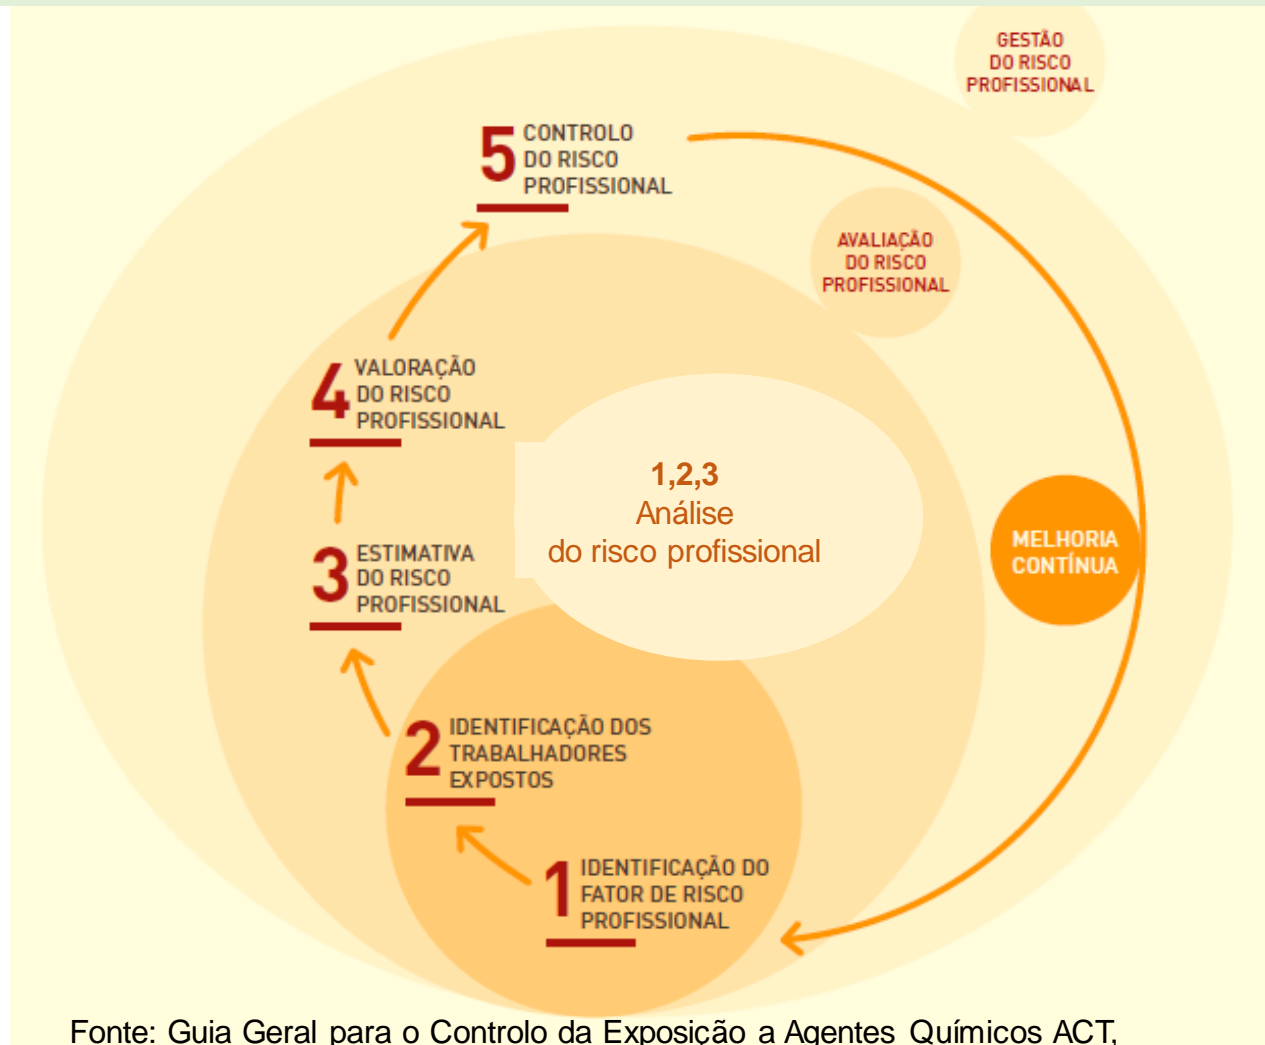 GESTÃO
DO RISCO
PROFISSIONAL
5 CONTROLO
DO RISCO
PROFISSIONAL
AVALIAÇÃO
DO RISCO
PROFISSIONAL
4 VALORAÇÃO
DO RISCO
PROFISSIONAL
1,2,3
Análise
do risco profissional
MELHORIA
CONTÍNUA
3 ESTIMATIVA
DO RISCO
PROFISSIONAL
2 IDENTIFICAÇÃO DOS
TRABALHADORES
EXPOSTOS
1 IDENTIFICAÇÃO DO
FATOR DE RISCO
PROFISSIONAL
Fonte: Guia Geral para o Controlo da Exposição a Agentes Químicos ACT,